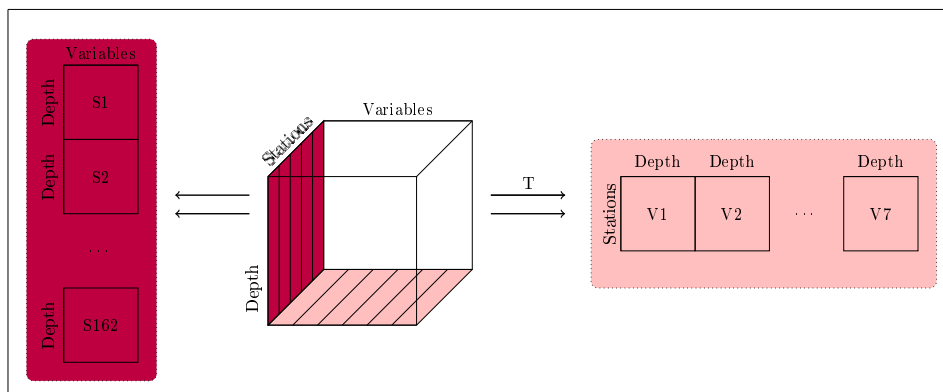 Variables
Depth
S1
Depth
S2
. . .
Depth
S162
Variables
Stations
Depth
T
Depth Depth Depth
Stations
V1 V2 . . . V7